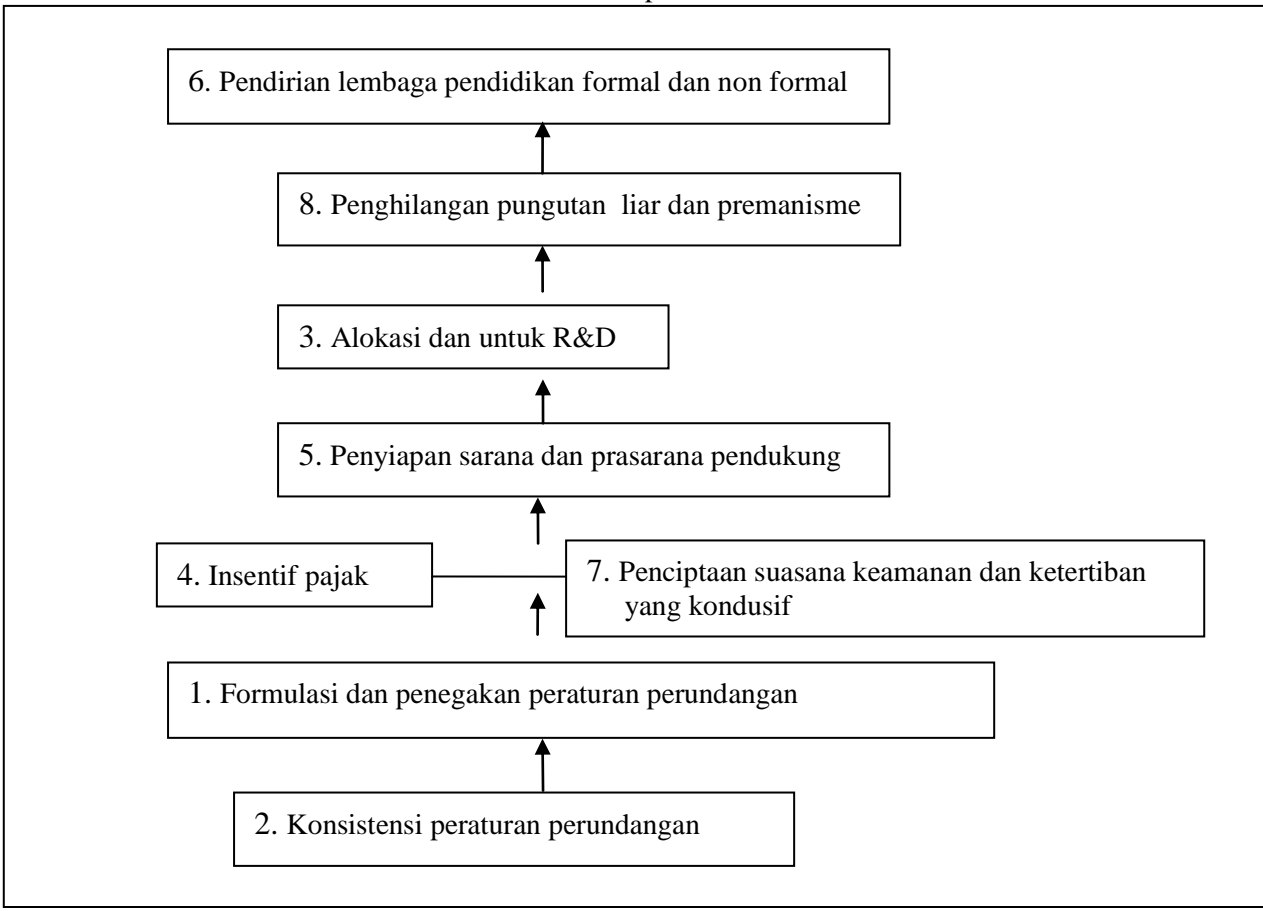 6. Pendirian lembaga pendidikan formal dan non formal
8. Penghilangan pungutan liar dan premanisme
3. Alokasi dan untuk R&D
5. Penyiapan sarana dan prasarana pendukung
4. Insentif pajak
7. Penciptaan suasana keamanan dan ketertiban
yang kondusif
1. Formulasi dan penegakan peraturan perundangan
2. Konsistensi peraturan perundangan